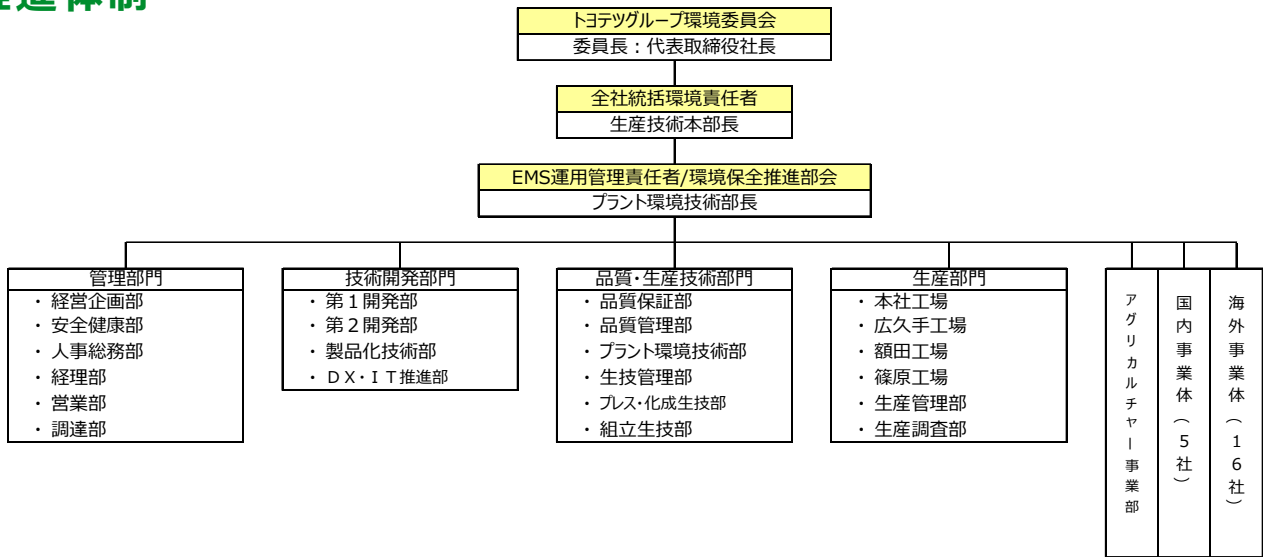 推進体制
トヨテツグループ環境委員会
委員長：代表取締役社長
全社統括環境責任者
生産技術本部長
EMS運用管理責任者/環境保全推進部会
プラント環境技術部長
管理部門
・ 経営企画部
・ 安全健康部
・ 人事総務部
・ 経理部
・ 営業部
・ 調達部
技術開発部門
・ 第１開発部
・ 第２開発部
・ 製品化技術部
・ ＤＸ・ＩＴ推進部
品質・生産技術部門
・ 品質保証部
・ 品質管理部
・ プラント環境技術部
・ 生技管理部
・ プレス・化成生技部
・ 組立生技部
生産部門
・ 本社工場
・ 広久手工場
・ 額田工場
・ 篠原工場
・ 生産管理部
・ 生産調査部
アグリカルチャー事業部
国内事業体（５社）
海外事業体（１６社）